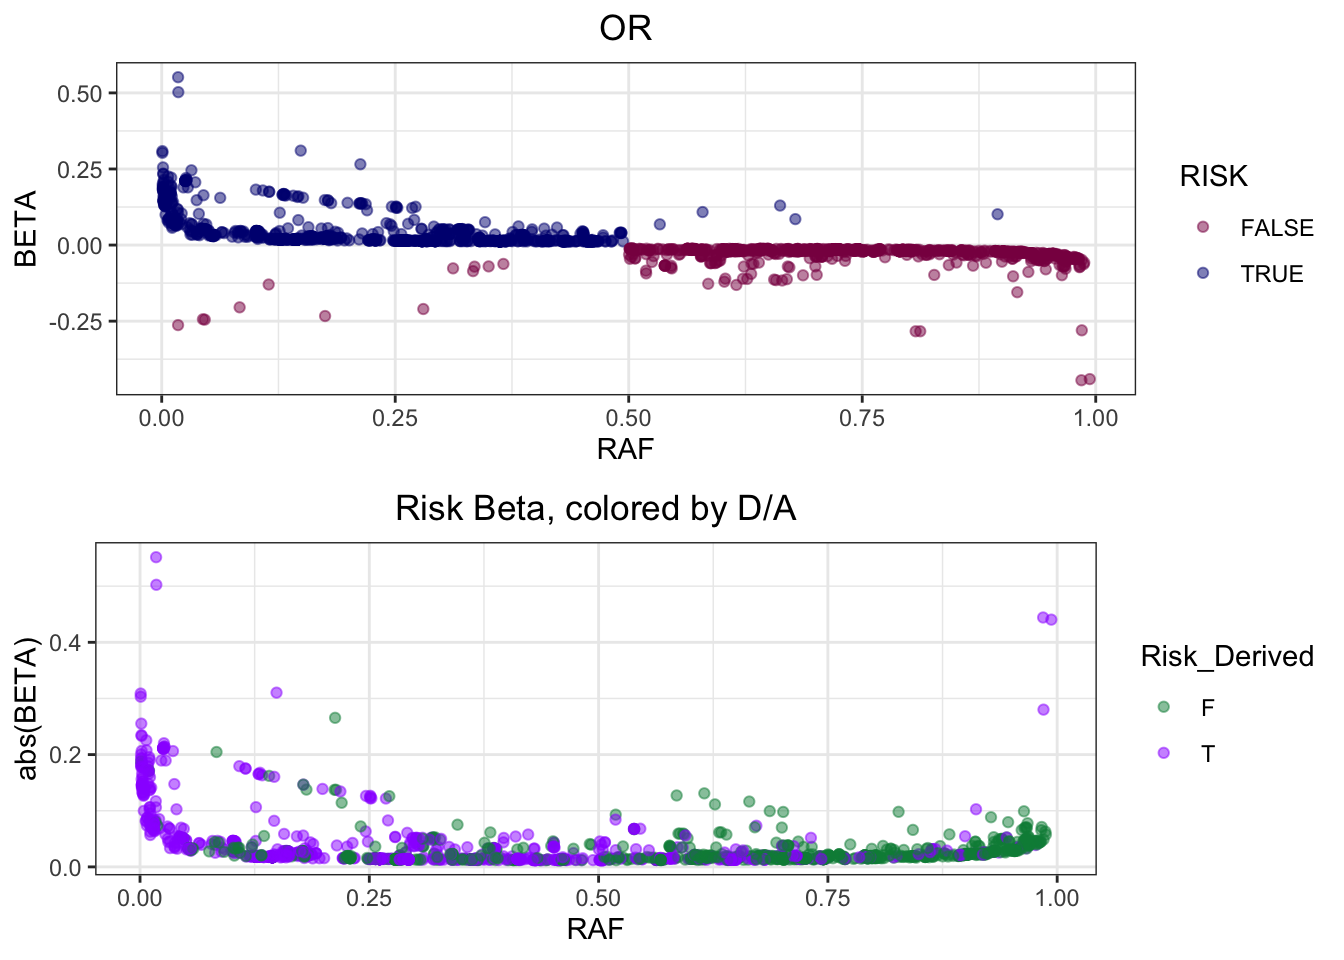 OR
0.50
0.25
0.00
-0.25
BETA
0.00 0.25 0.50 0.75 1.00
RAF
RISK
FALSE
TRUE
Risk Beta, colored by D/A
0.4
0.2
0.0
abs(BETA)
0.00 0.25 0.50 0.75 1.00
RAF
Risk_Derived
F
T